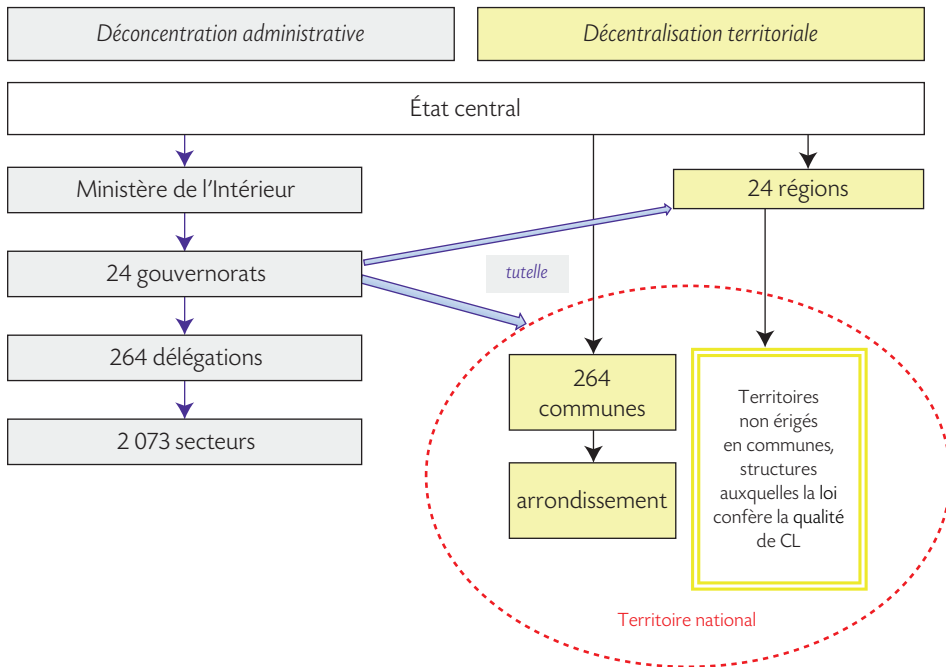 Déconcentration administrative
Décentralisation territoriale
État central
Ministère de l'Intérieur
24 régions
24 gouvernorats
tutelle
264 délégations
264
communes
2 073 secteurs
arrondissement
Territoires
non érigés
en communes,
structures
auxquelles la loi
confère la qualité
de CL
Territoire national